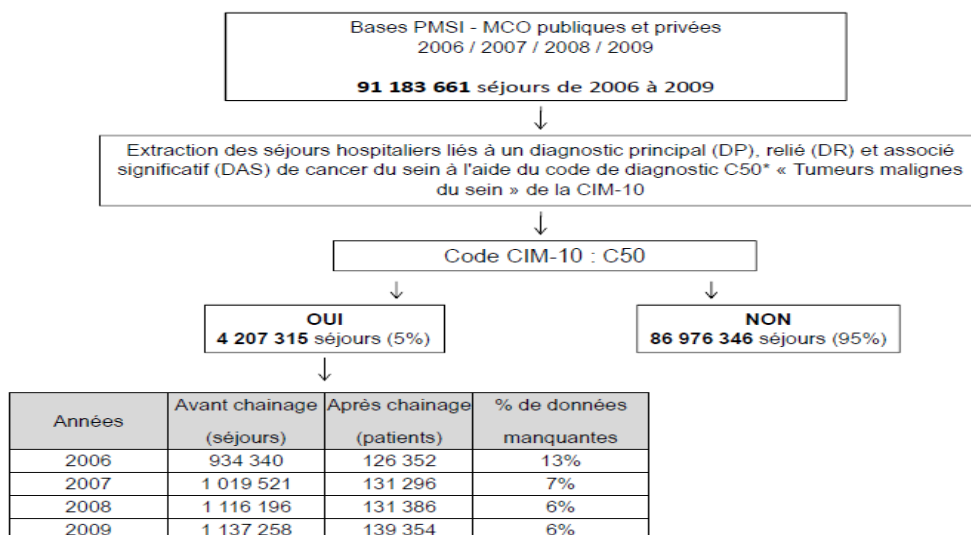 Bases PMSI - MCO publiques et privées
2006 / 2007 / 2008 / 2009
91 183 661 séjours de 2006 à 2009
Extraction des séjours hospitaliers liés à un diagnostic principal (DP), relié (DR) et associé
significatif (DAS) de cancer du sein à l'aide du code de diagnostic C50* « Tumeurs malignes
du sein » de la CIM-10
Code CIM-10 : C50
OUI
4 207 315 séjours (5%)
NON
86 976 346 séjours (95%)
Années Avant chainage (séjours) Après chainage (patients) % de données manquantes
2006 934 340 126 352 13%
2007 1 019 521 131 296 7%
2008 1 116 196 131 386 6%
2009 1 137 258 139 354 6%